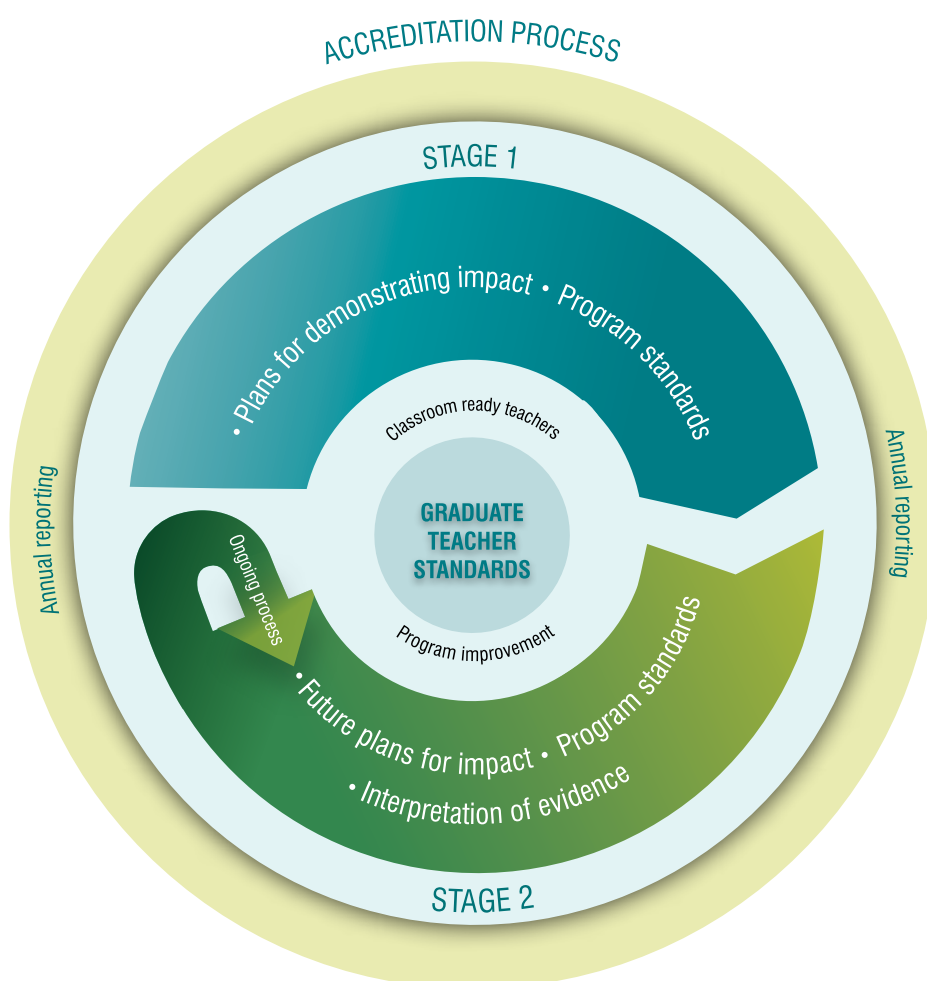 ACCREDITATION PROCESS
STAGE 1
• Plans for demonstrating impact • Program standards
Classroom ready teachers
GRADUATE
TEACHER
STANDARDS
Program improvement
Annual reporting
Annual reporting
Ongoing process
• Future plans for impact • Program standards
• Interpretation of evidence
STAGE 2